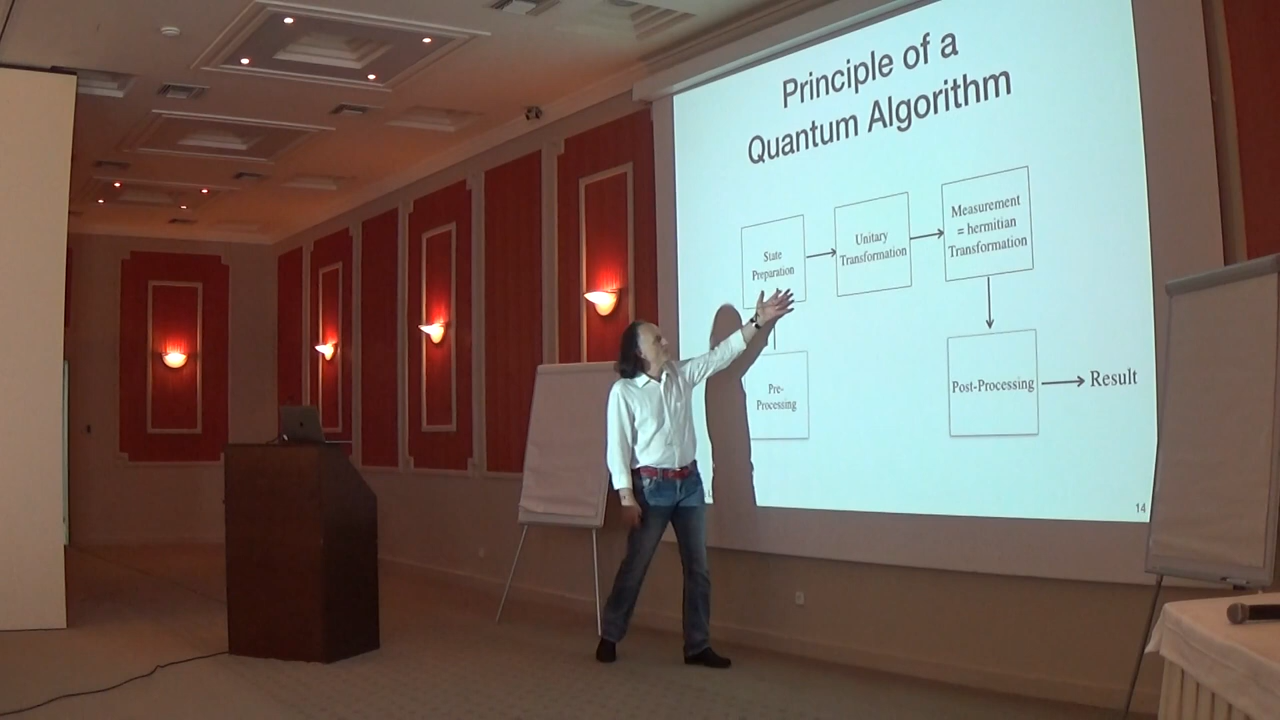 Principle of a
Quantum Algorithm
State
Preparation
Unitary
Transformation
Measurement
= hermitian
Transformation
Pre-
Processing
Post-Processing
Result
14